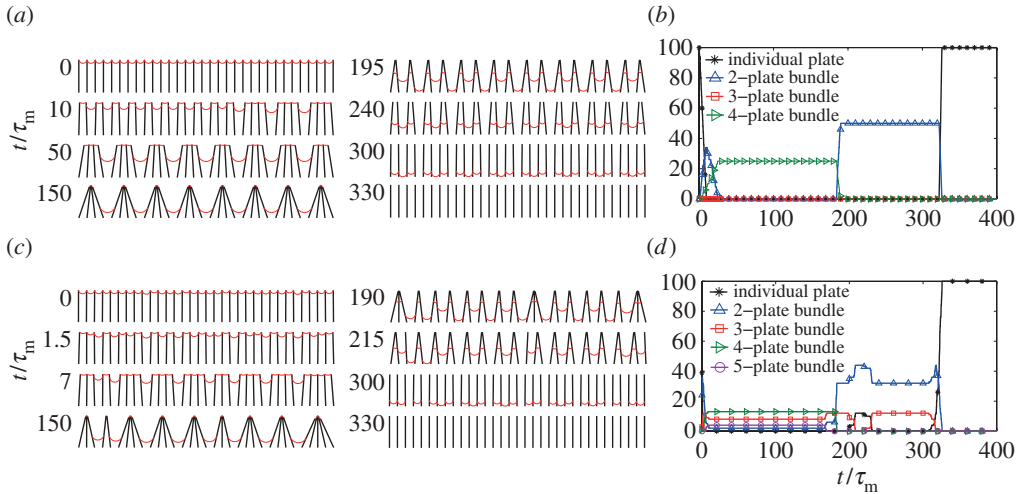 (a)
t/τm
0
10
50
150
195
240
300
330
(b)
100
80
60
40
20
0
individual plate
2−plate bundle
3−plate bundle
4−plate bundle
0 100 200 300 400
(c)
t/τm
0
1.5
7
150
190
215
300
330
(d)
100
80
60
40
20
0
individual plate
2−plate bundle
3−plate bundle
4−plate bundle
5−plate bundle
0 100 200 300 400
t/τm